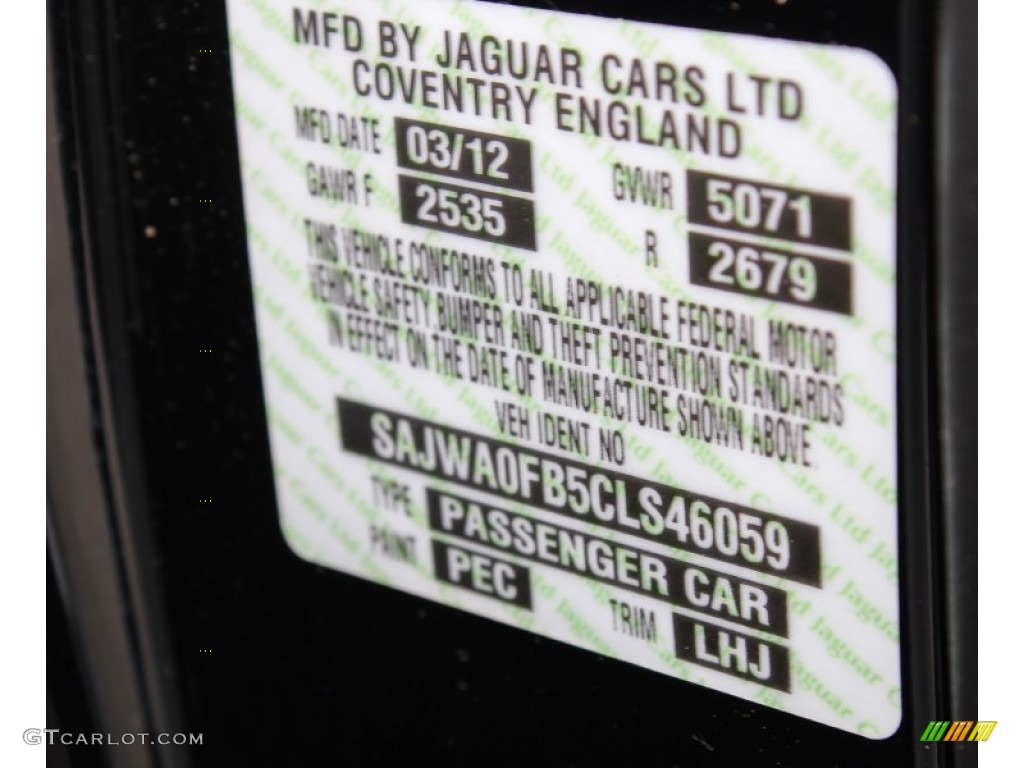 MFD BY JAGUAR CARS LTD
COVENTRY ENGLAND
MFD DATE 03/12 GVWR 5071
GAWR F 2535 R 2679
THIS VEHICLE CONFORMS TO ALL APPLICABLE FEDERAL MOTOR
VEHICLE SAFETY BUMPER AND THEFT PREVENTION STANDARDS
IN EFFECT ON THE DATE OF MANUFACTURE SHOWN ABOVE.
VEH IDENT NO
SAJWA0FB5CLS46059
TYPE PASSENGER CAR
PAINT PEC TRIM LHJ
GTCARLOT.COM